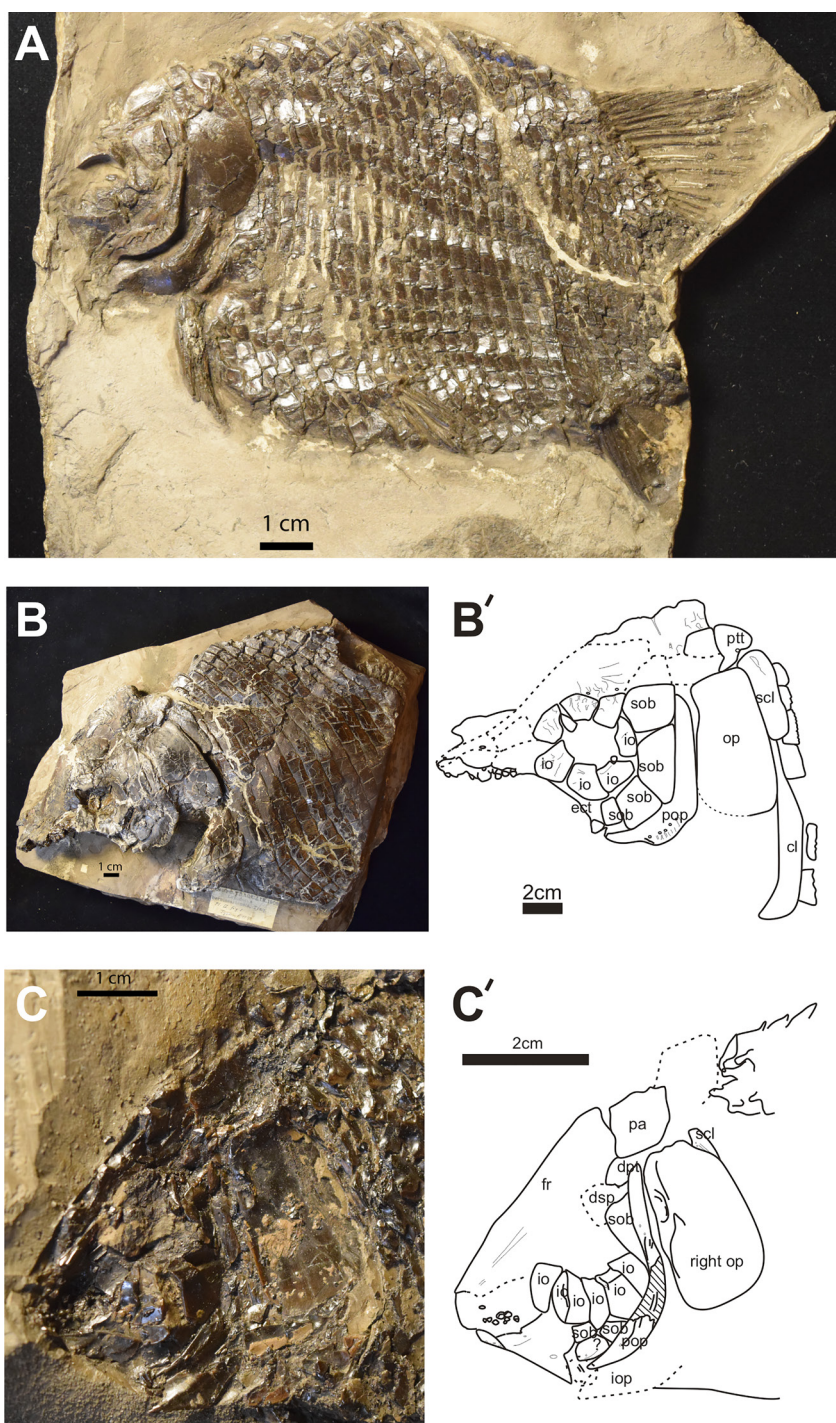 A
1 cm
B
1 cm
B′
ptt
scl
sob
op
io
io
sob
io
io
ect
sob
sob
pop
cl
2cm
C
1 cm
C′
2cm
pa
scl
dpt
fr
dsp
sob
right op
io
io
io
io
io
io
sob
sob
?
pop
iop